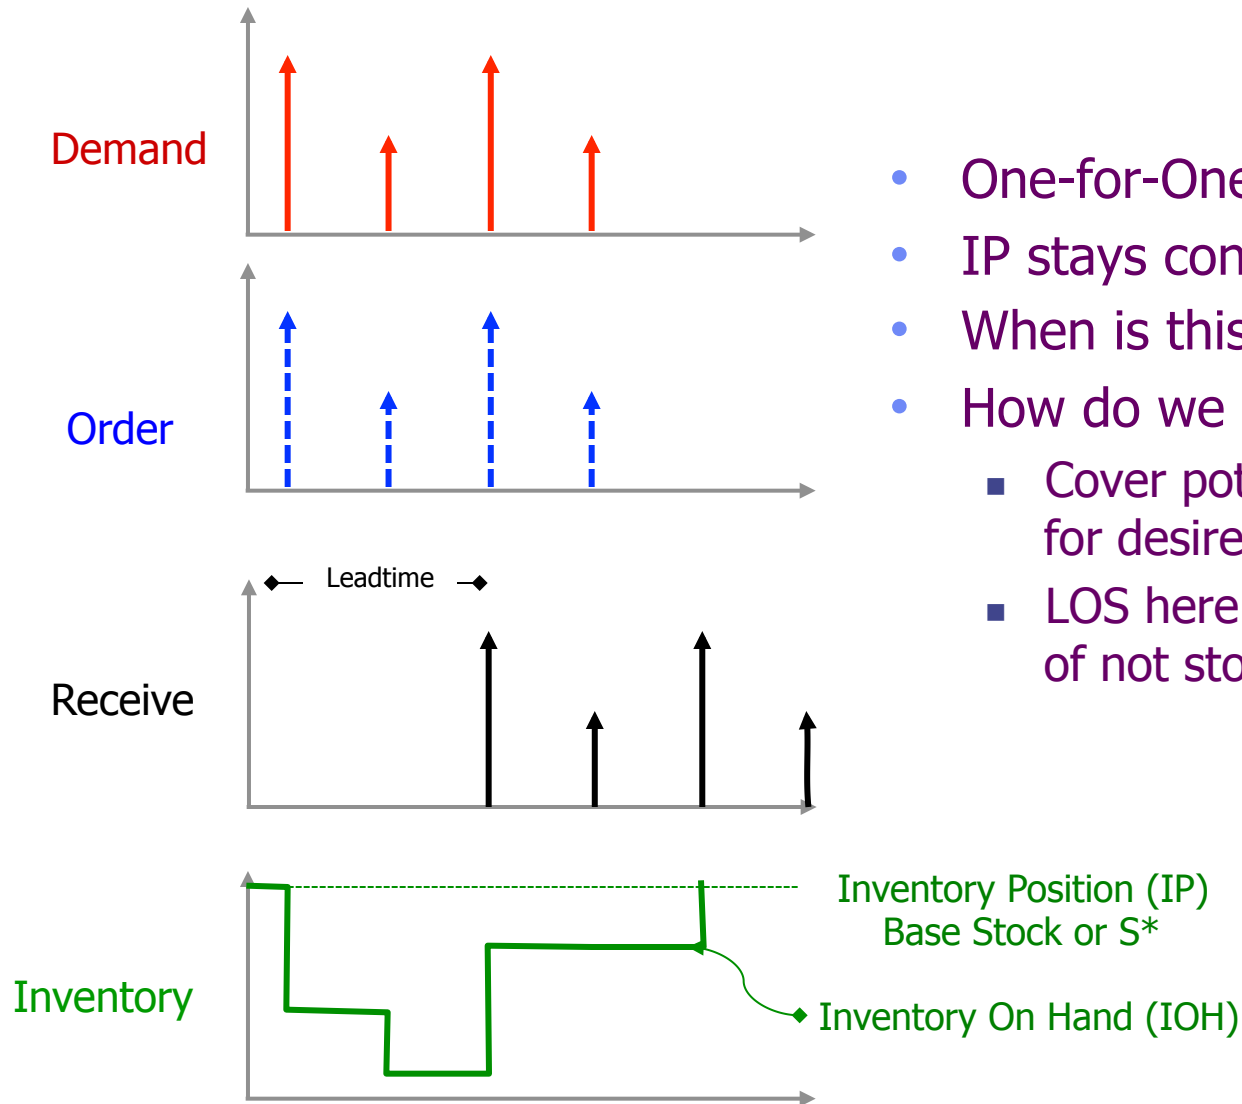 Demand
Order
Leadtime
Receive
Inventory
Inventory Position (IP)
Base Stock or S*
Inventory On Hand (IOH)
• One-for-One
• IP stays con
• When is this
• How do we
■ Cover pot
for desire
■ LOS here
of not sto